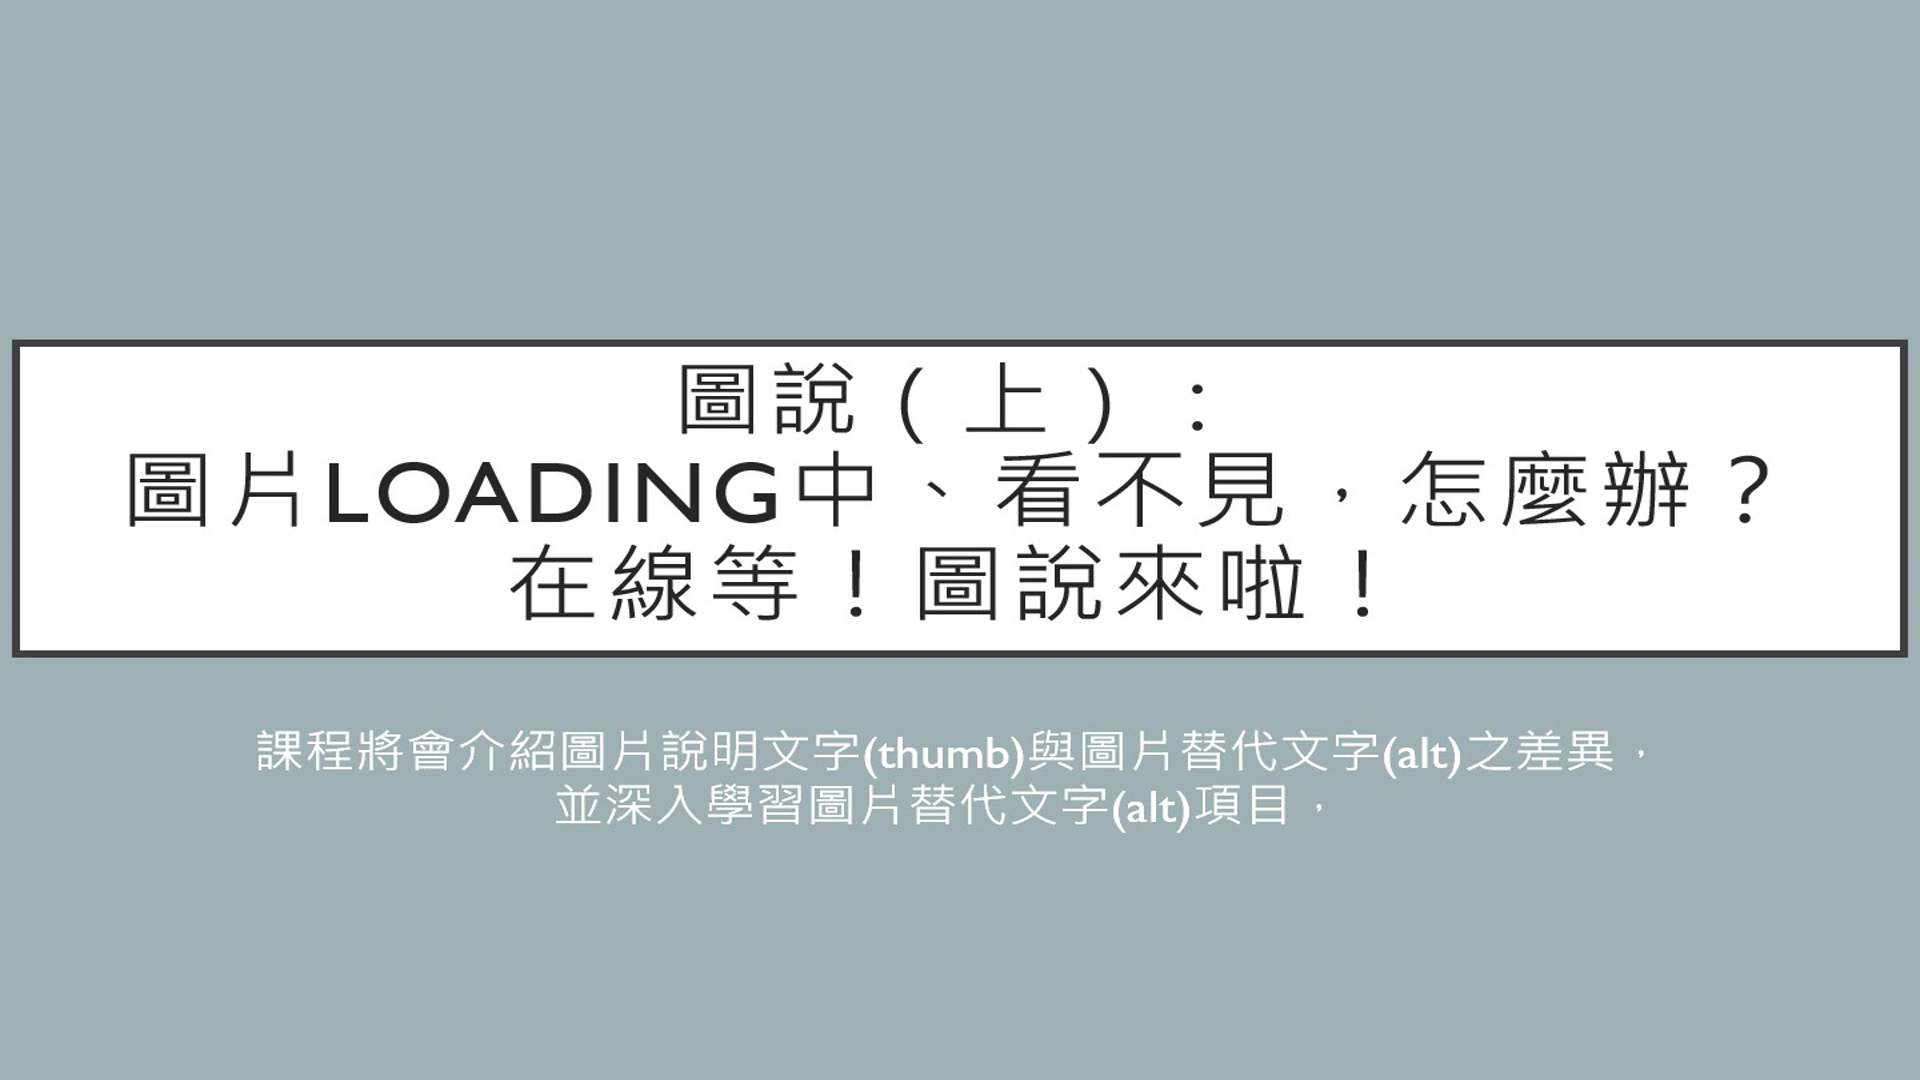 圖說（上）：
圖片LOADING中、看不見，怎麼辦？
在線等！圖說來啦！
課程將會介紹圖片說明文字(thumb)與圖片替代文字(alt)之差異，
並深入學習圖片替代文字(alt)項目，